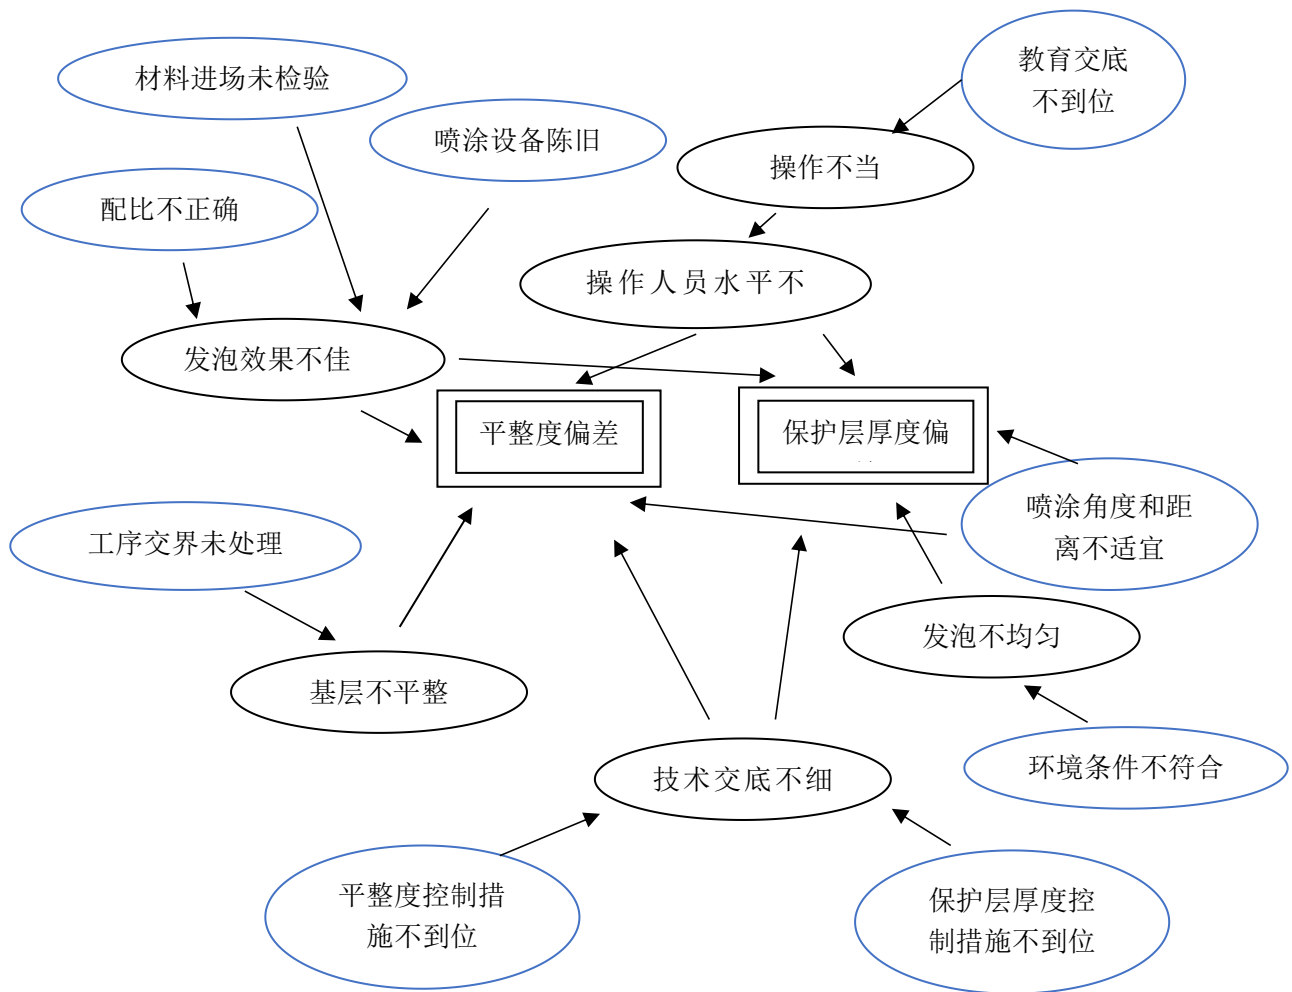 教育交底
不到位
材料进场未检验
喷涂设备陈旧
操作不当
配比不正确
操作人员水平不
发泡效果不佳
平整度偏差
保护层厚度偏
喷涂角度和距
离不适宜
工序交界未处理
发泡不均匀
基层不平整
环境条件不符合
技术交底不细
平整度控制措
施不到位
保护层厚度控
制措施不到位